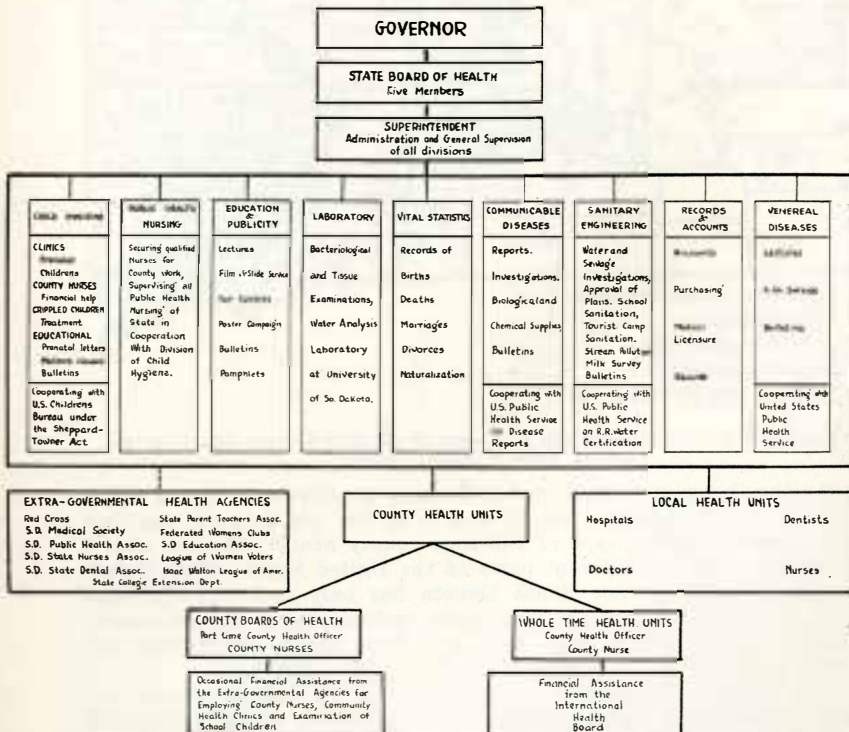 GOVERNOR
STATE BOARD OF HEALTH
Five Members
SUPERINTENDENT
Administration and General Supervision
of all divisions
NURSING
Securing qualified
Nurses for
County work,
Supervising all
Public Health
Nursing of
State in
Cooperation
With Division
of Child
Hygiene.
CLINICS
Childrens
COUNTY NURSES
Financial help
CRIPPLED CHILDREN
Treatment
EDUCATIONAL
Prenatal letters
Bulletins
Cooperating with
U.S. Childrens
Bureau under
the Sheppard-
Towner Act
EDUCATION
&
PUBLICITY
Lectures
Film & Slide Service
Poster Campaign
Bulletins
Pamphlets
LABORATORY
Bacteriological
and Tissue
Examinations,
Water Analysis
Laboratory
at University
of So. Dakota.
VITAL STATISTICS
Records of
Births
Deaths
Marriages
Divorces
Naturalization
COMMUNICABLE
DISEASES
Reports.
Investigations.
Biological and
Chemical Supplies
Bulletins
Cooperating with
U.S. Public
Health Service
Disease
Reports
SANITARY
ENGINEERING
Water and
Sewage
Investigations,
Approval of
Plans. School
Sanitation,
Tourist Camp
Sanitation.
Stream Pollution
Milk Survey
Bulletins
Cooperating with
U.S. Public
Health Service
on R.R. Water
Certification
RECORDS
&
ACCOUNTS
Purchasing
Licensure
VENEREAL
DISEASES
Cooperating with
United States
Public
Health
Service
EXTRA-GOVERNMENTAL HEALTH AGENCIES
Red Cross State Parent Teachers Assoc.
S.D. Medical Society Federated Womens Clubs
S.D. Public Health Assoc. S.D Education Assoc.
S.D. State Nurses Assoc. League of Women Voters
S.D. State Dental Assoc. Isaac Walton League of Amer.
State College Extension Dept.
COUNTY HEALTH UNITS
LOCAL HEALTH UNITS
Hospitals Dentists
Doctors Nurses
COUNTY BOARDS OF HEALTH
Part time County Health Officer
COUNTY NURSES
WHOLE TIME HEALTH UNITS
County Health Officer
County Nurse
Occasional Financial Assistance from
the Extra-Governmental Agencies for
Employing County Nurses, Community
Health Clinics and Examination of
School Children
Financial Assistance
from the
International
Health
Board